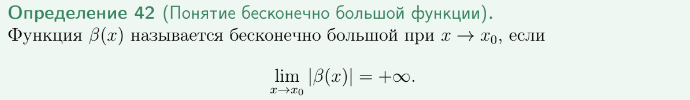 Определение 42 (Понятие бесконечно большой функции).
Функция β(x) называется бесконечно большой при x → x₀, если
lim |β(x)| = +∞.
x→x₀